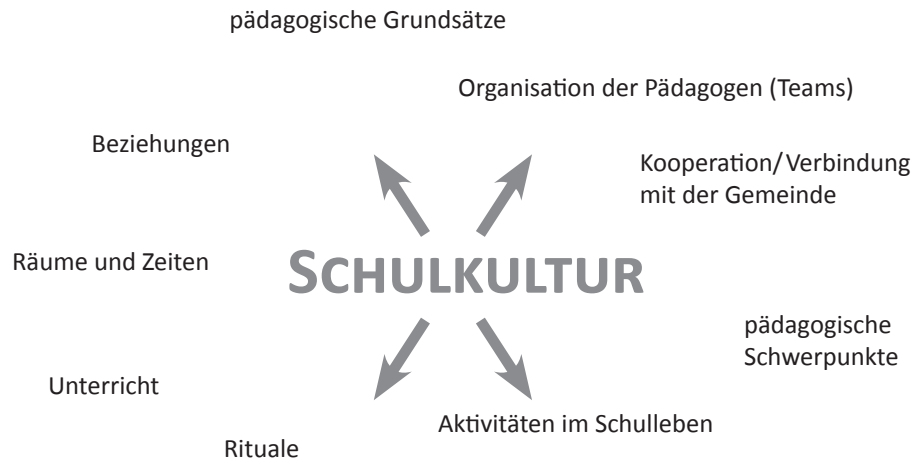 pädagogische Grundsätze
Organisation der Pädagogen (Teams)
Beziehungen
Kooperation/Verbindung
mit der Gemeinde
Räume und Zeiten
SCHULKULTUR
pädagogische
Schwerpunkte
Unterricht
Aktivitäten im Schulleben
Rituale